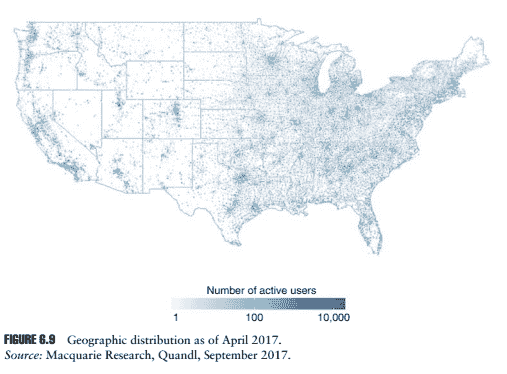 Number of active users
1 100 10,000
FIGURE 6.9 Geographic distribution as of April 2017.
Source: Macquarie Research, Quandl, September 2017.